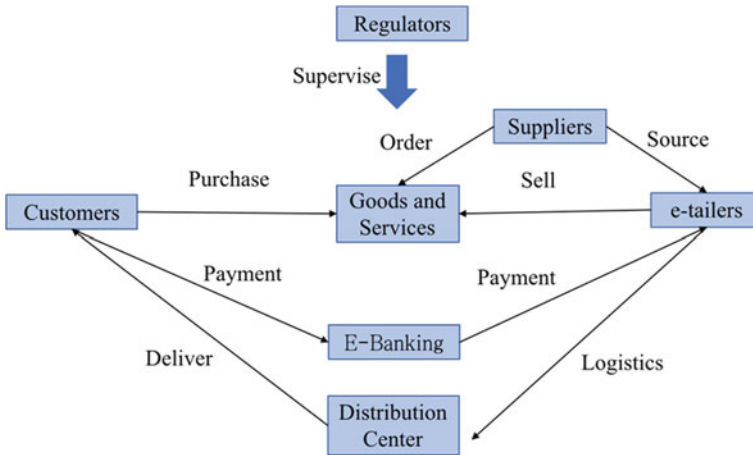 Regulators
Supervise
Suppliers
Order
Source
Purchase
Goods and
Services
Sell
Customers
e-tailers
Payment
Payment
E-Banking
Deliver
Logistics
Distribution
Center